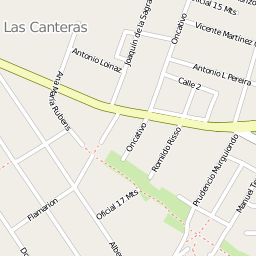 Oficial 15 Mts
Las Canteras
Joaquín de la Sagra
Oncativo
Vicente Martínez
Antonio Loinaz
Antonio L Pereira
Calle 2
Ana María Rubens
Oncativo
Romildo Risso
Prudencio Murguiondo
Flamarion
Oficial 17 Mts